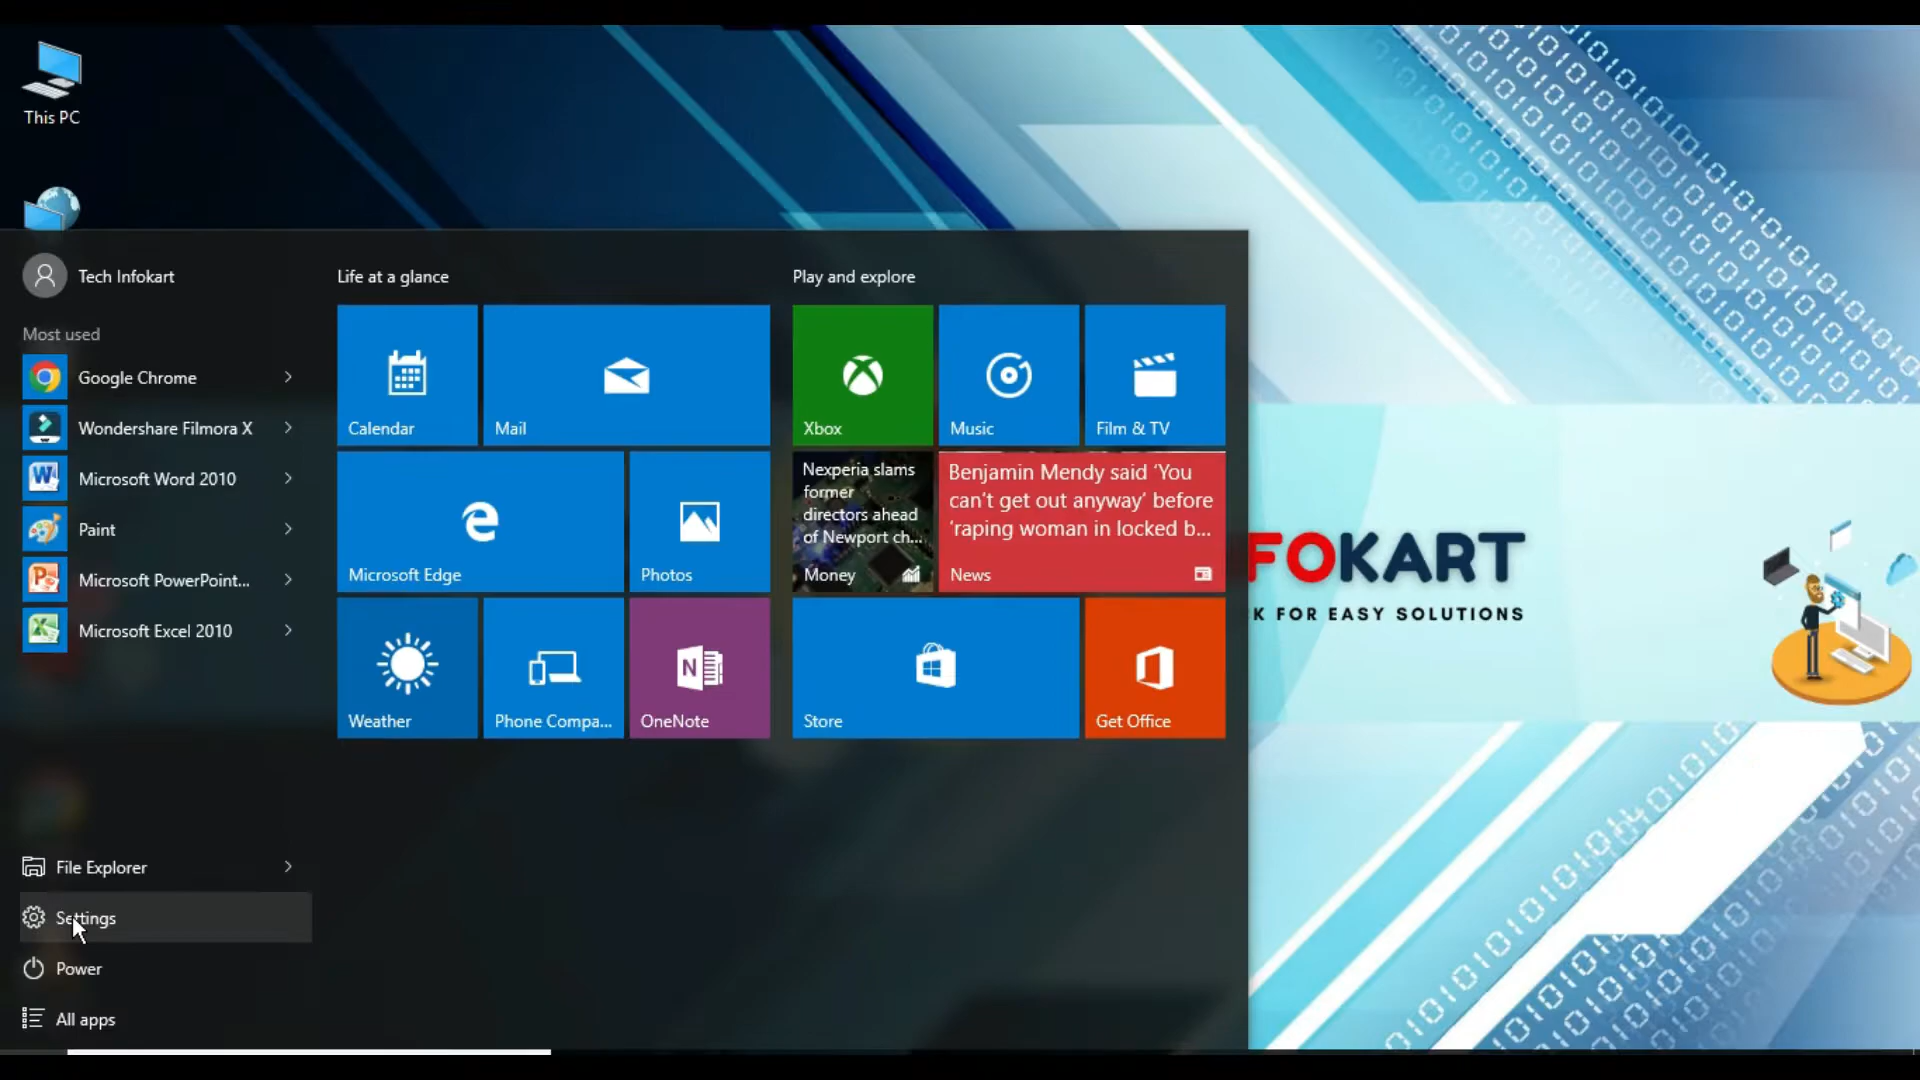 This PC
Tech Infokart
Most used
Google Chrome
Wondershare Filmora X
Microsoft Word 2010
Paint
Microsoft PowerPoint...
Microsoft Excel 2010
File Explorer
Settings
Power
All apps
Life at a glance
Calendar
Mail
Microsoft Edge
Photos
Weather
Phone Compa...
OneNote
Play and explore
Xbox
Music
Film & TV
Nexperia slams
former
directors ahead
of Newport ch...
Money
Benjamin Mendy said ‘You
can’t get out anyway’ before
‘raping woman in locked b...
News
Store
Get Office
FOKART
K FOR EASY SOLUTIONS